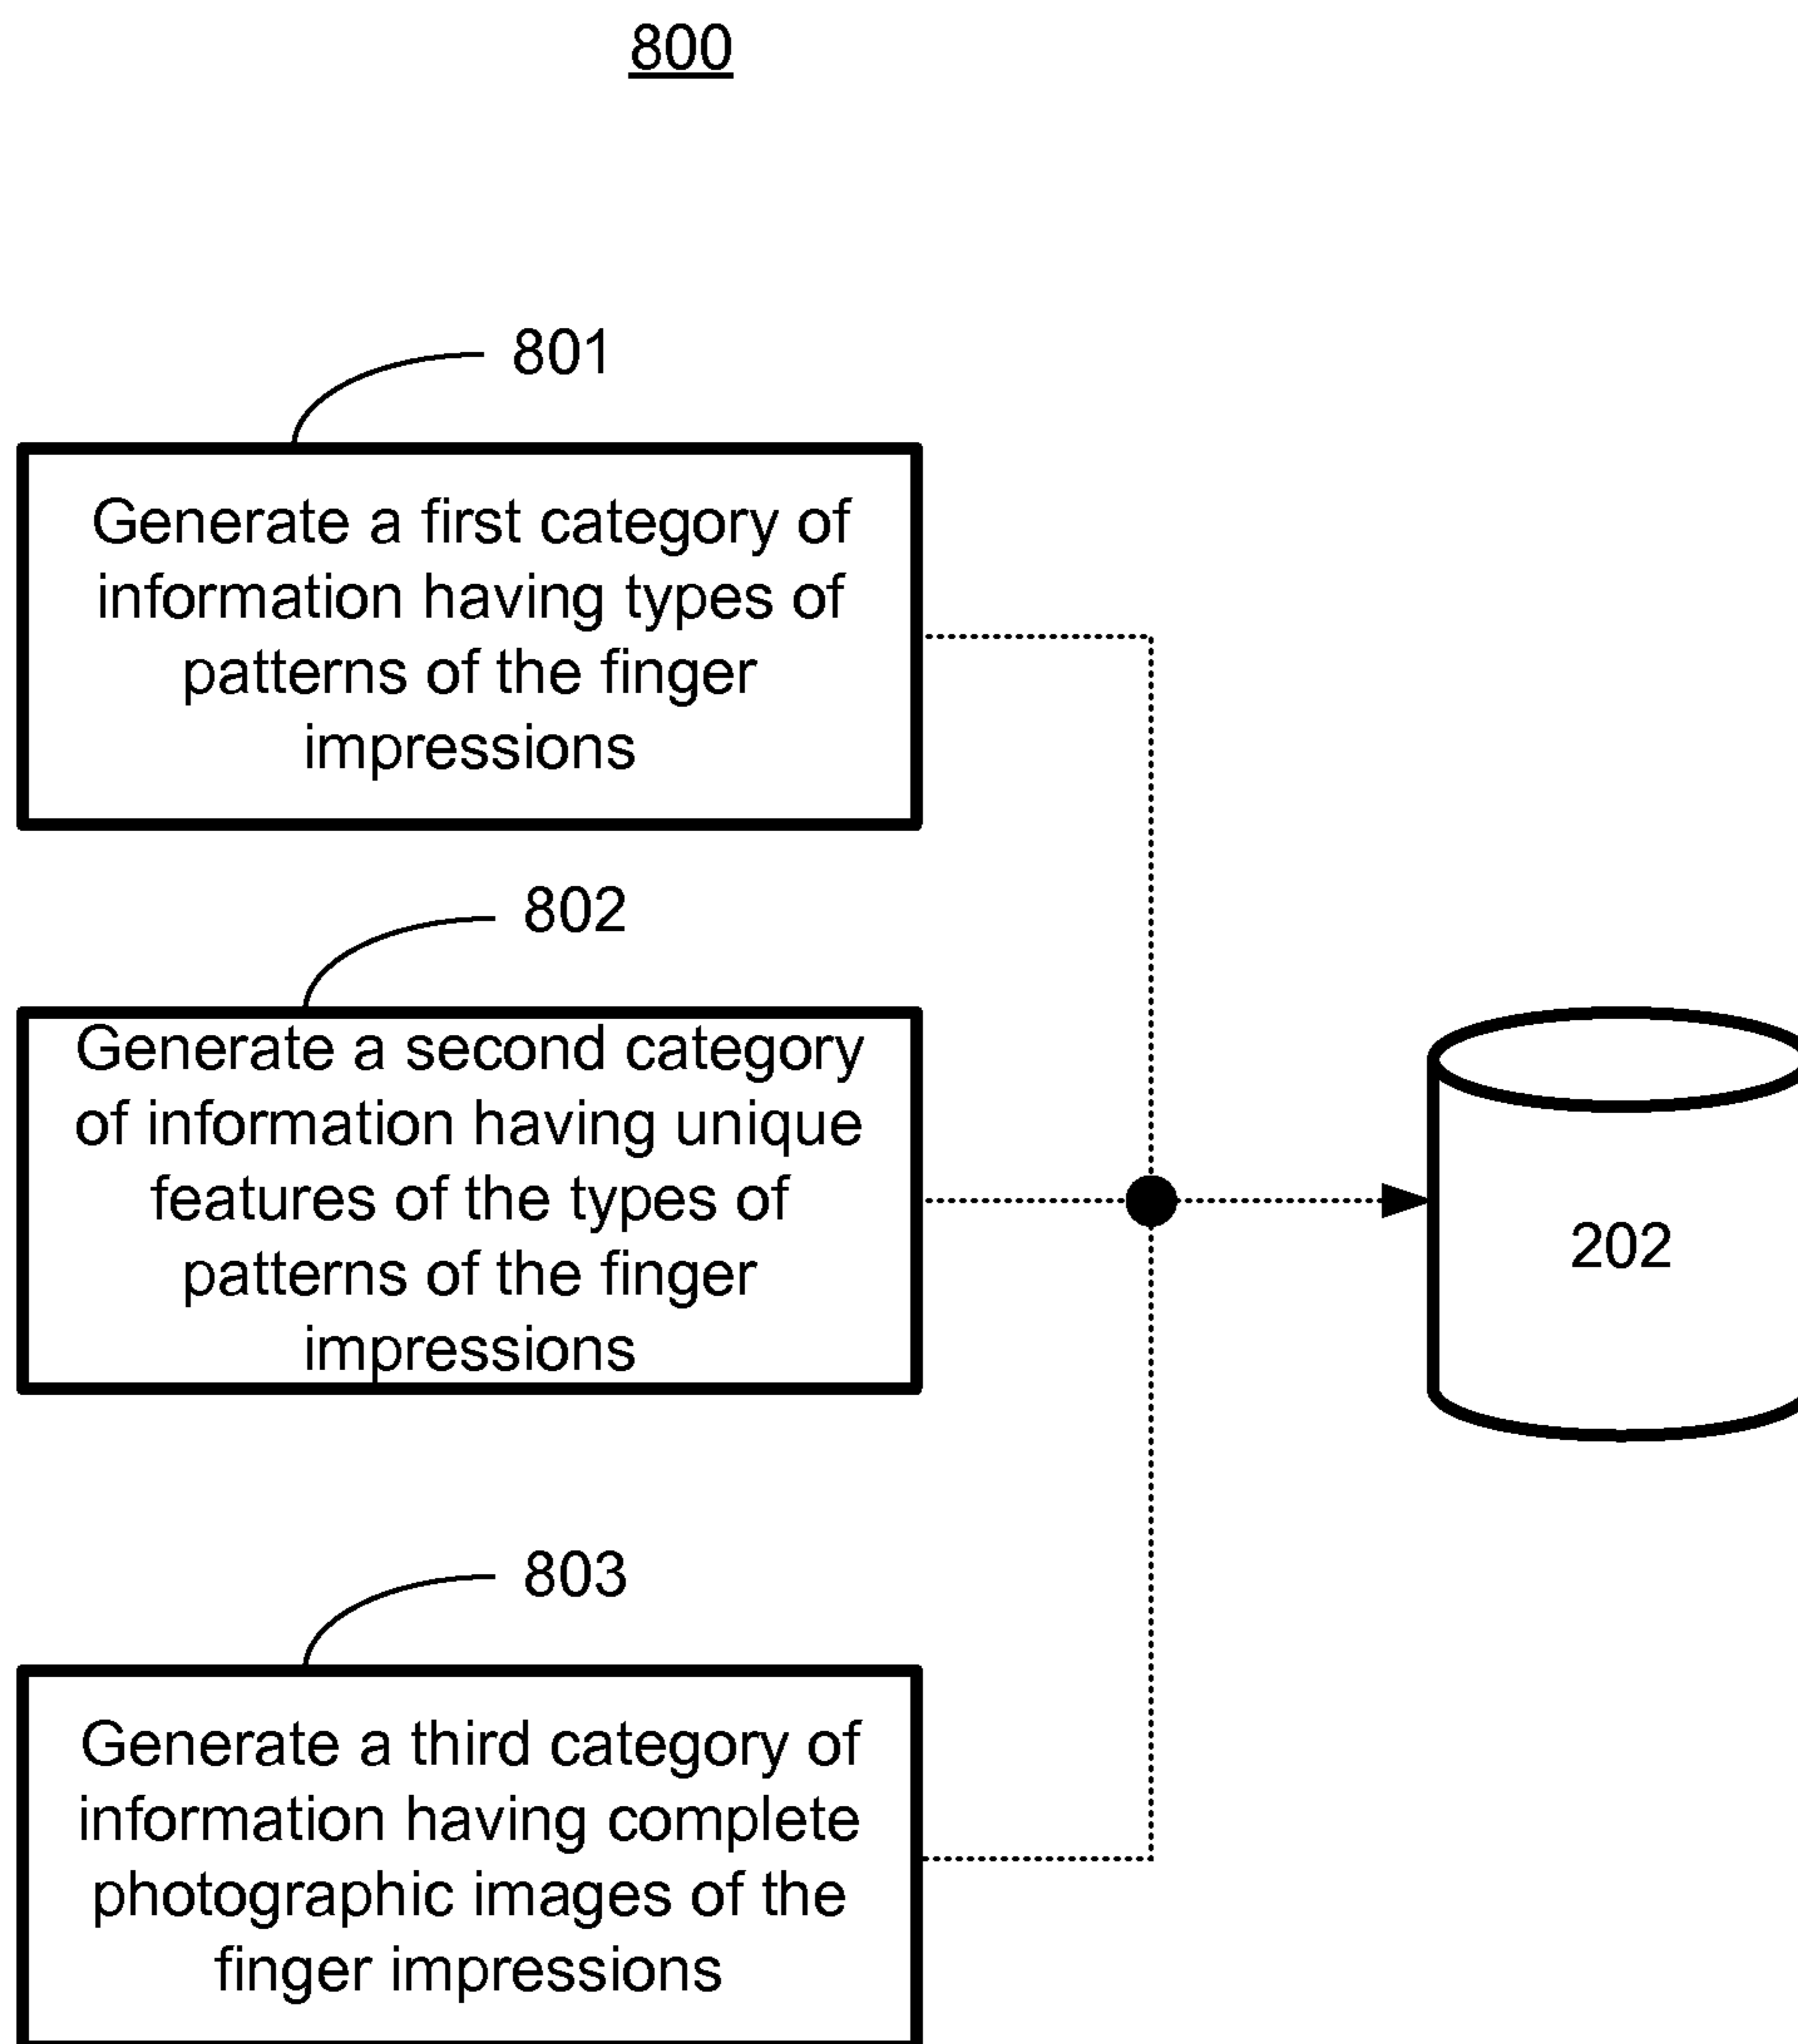 800
801
Generate a first category of
information having types of
patterns of the finger
impressions
802
Generate a second category
of information having unique
features of the types of
patterns of the finger
impressions
202
803
Generate a third category of
information having complete
photographic images of the
finger impressions